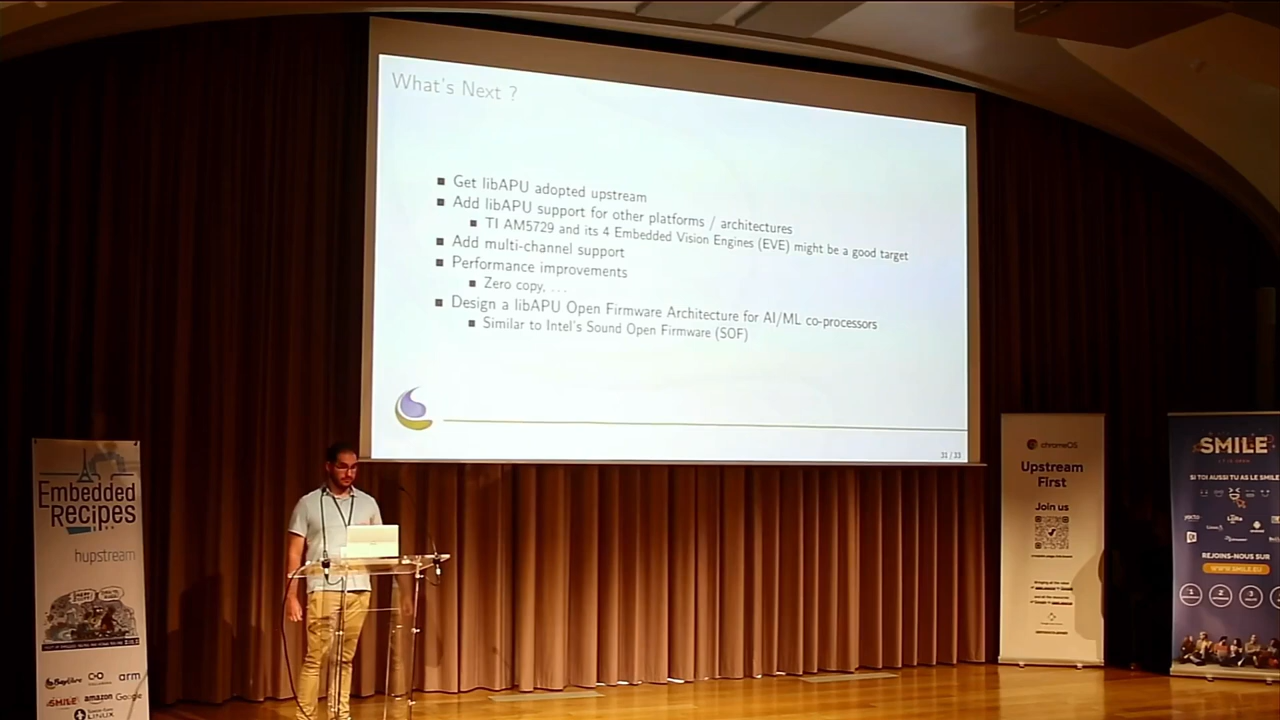 What's Next ?
■ Get libAPU adopted upstream
■ Add libAPU support for other platforms / architectures
■ TI AM5729 and its 4 Embedded Vision Engines (EVE) might be a good target
■ Add multi-channel support
■ Performance improvements
■ Zero copy, ...
■ Design a libAPU Open Firmware Architecture for AI/ML co-processors
■ Similar to Intel's Sound Open Firmware (SOF)
31 / 33
Embedded
Recipes
hupstream
arm
SMILE amazon Google
LINUX
chromeOS
Upstream
First
Join us
SMILE
SI TOI AUSSI TU AS LE SMILE
REJOINS-NOUS SUR
WWW.SMILE.EU
1 2 3